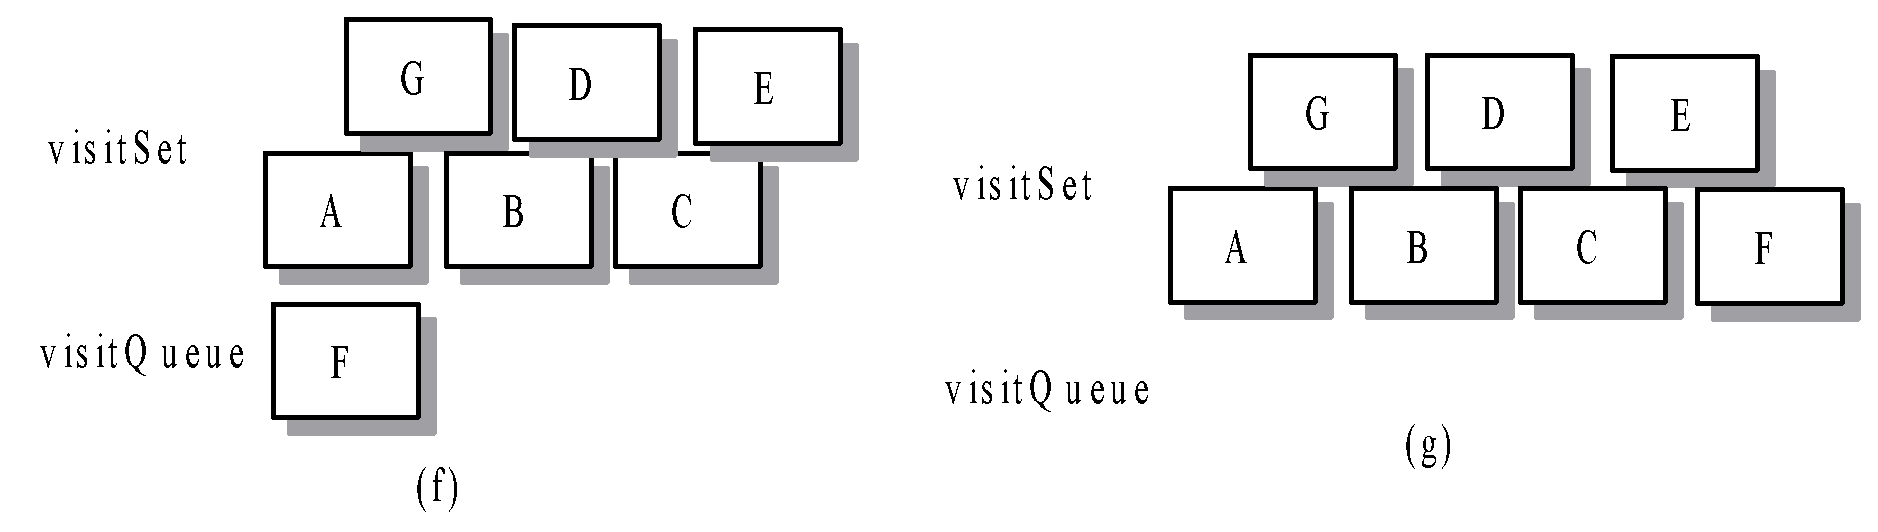 G D E
visitSet
A B C
visitQueue
F
(f)
G D E
visitSet
A B C F
visitQueue
(g)